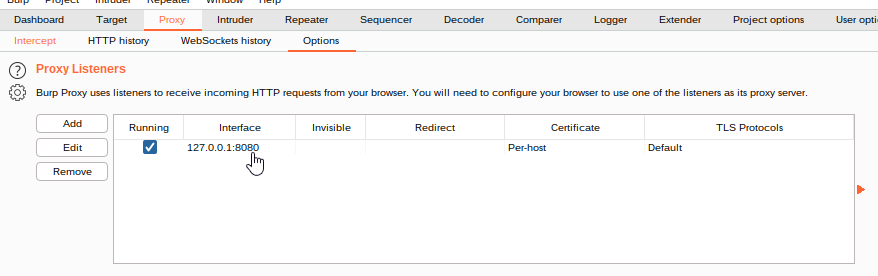 Burp Project Intruder Repeater Window Help
Dashboard Target Proxy Intruder Repeater Sequencer Decoder Comparer Logger Extender Project options User opti
Intercept HTTP history WebSockets history Options
? Proxy Listeners
Burp Proxy uses listeners to receive incoming HTTP requests from your browser. You will need to configure your browser to use one of the listeners as its proxy server.
Add
Edit
Remove
Running Interface Invisible Redirect Certificate TLS Protocols
127.0.0.1:8080 Per-host Default